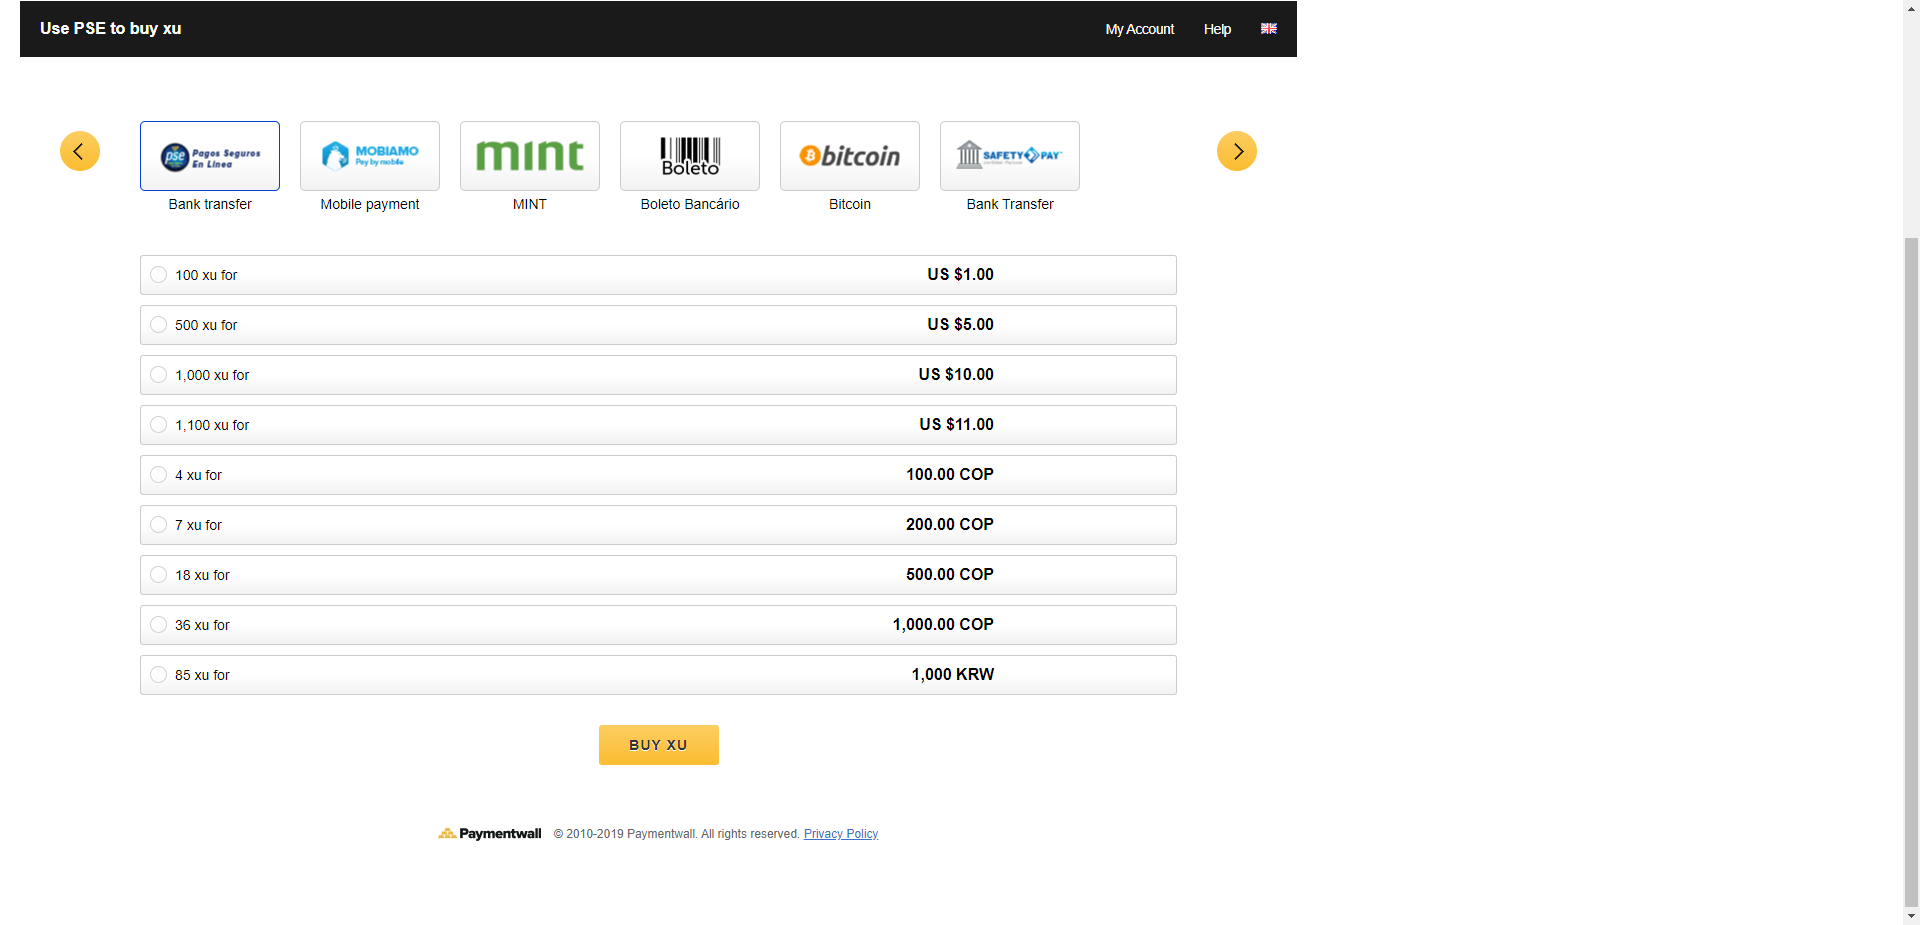 Use PSE to buy xu
My Account Help
pse Pagos Seguros En Línea
MOBIAMO Pay by mobile
mint
Boleto
bitcoin
SAFETY PAY
Bank transfer Mobile payment MINT Boleto Bancário Bitcoin Bank Transfer
100 xu for US $1.00
500 xu for US $5.00
1,000 xu for US $10.00
1,100 xu for US $11.00
4 xu for 100.00 COP
7 xu for 200.00 COP
18 xu for 500.00 COP
36 xu for 1,000.00 COP
85 xu for 1,000 KRW
BUY XU
Paymentwall © 2010-2019 Paymentwall. All rights reserved. Privacy Policy